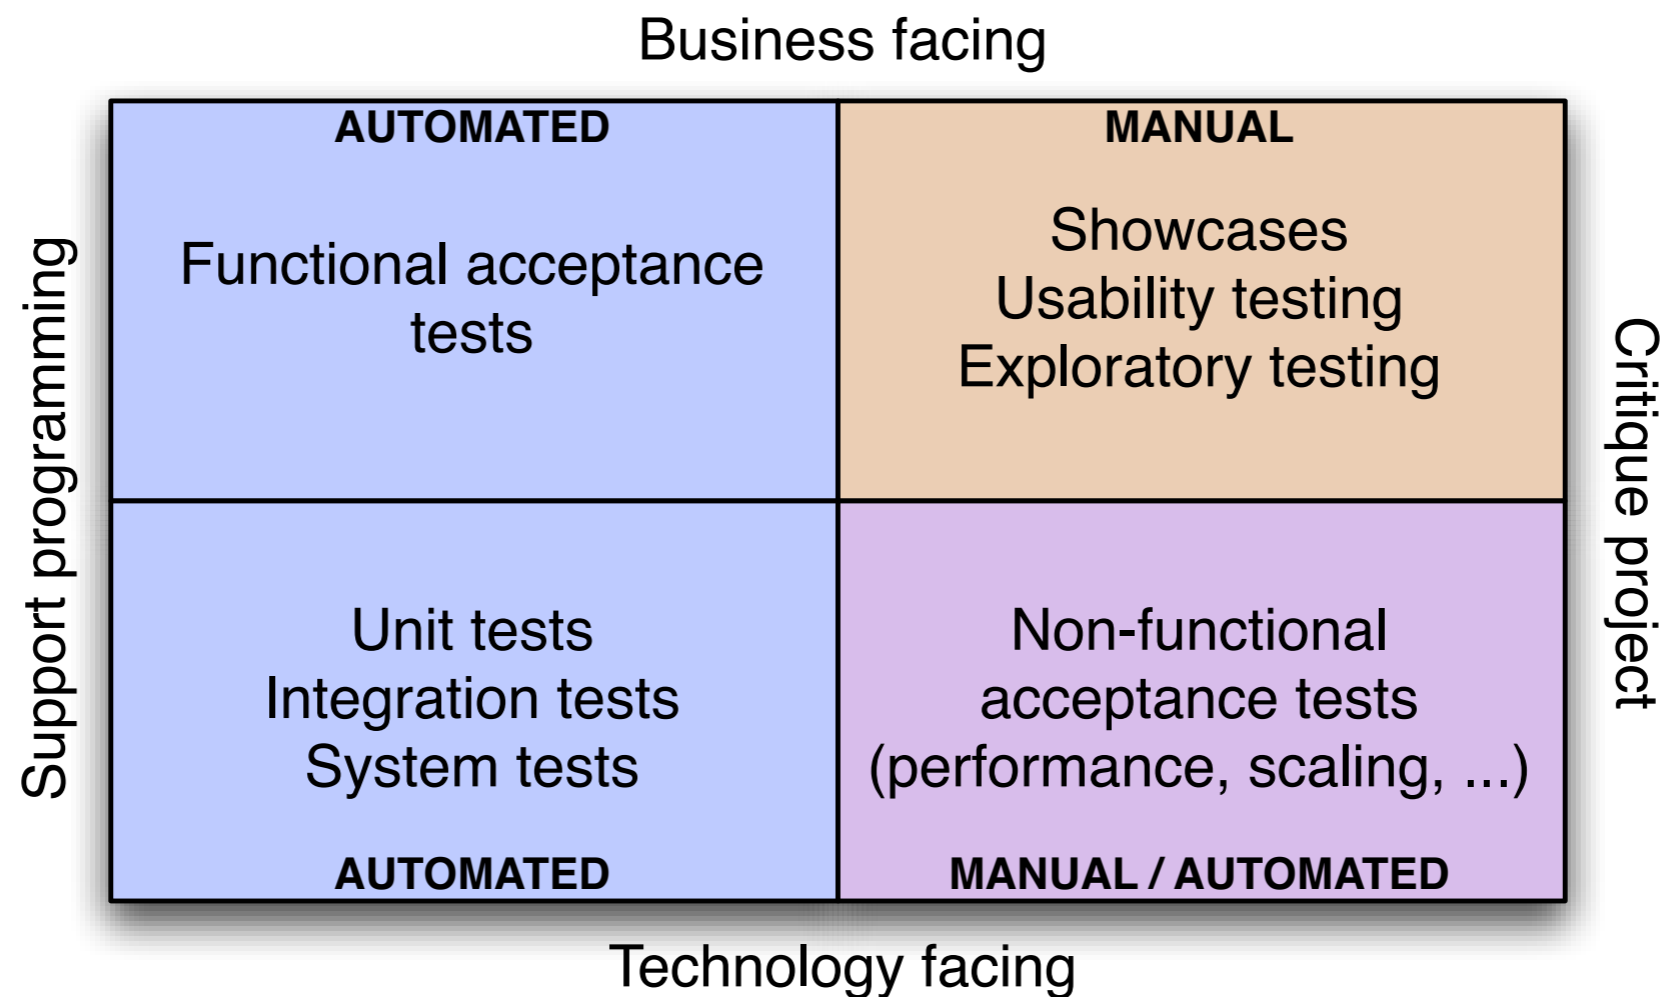 Business facing
AUTOMATED
Functional acceptance
tests
MANUAL
Showcases
Usability testing
Exploratory testing
Support programming
Critique project
Unit tests
Integration tests
System tests
AUTOMATED
Non-functional
acceptance tests
(performance, scaling, ...)
MANUAL / AUTOMATED
Technology facing